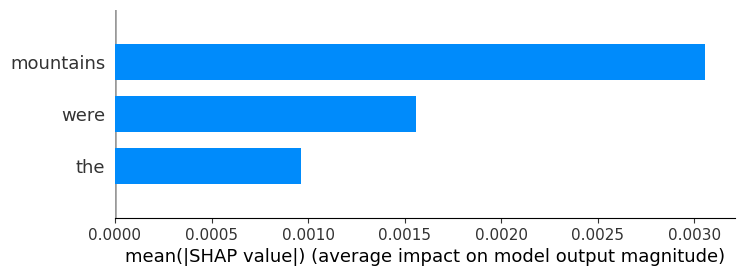 mountains
were
the
0.0000 0.0005 0.0010 0.0015 0.0020 0.0025 0.0030
mean(|SHAP value|) (average impact on model output magnitude)